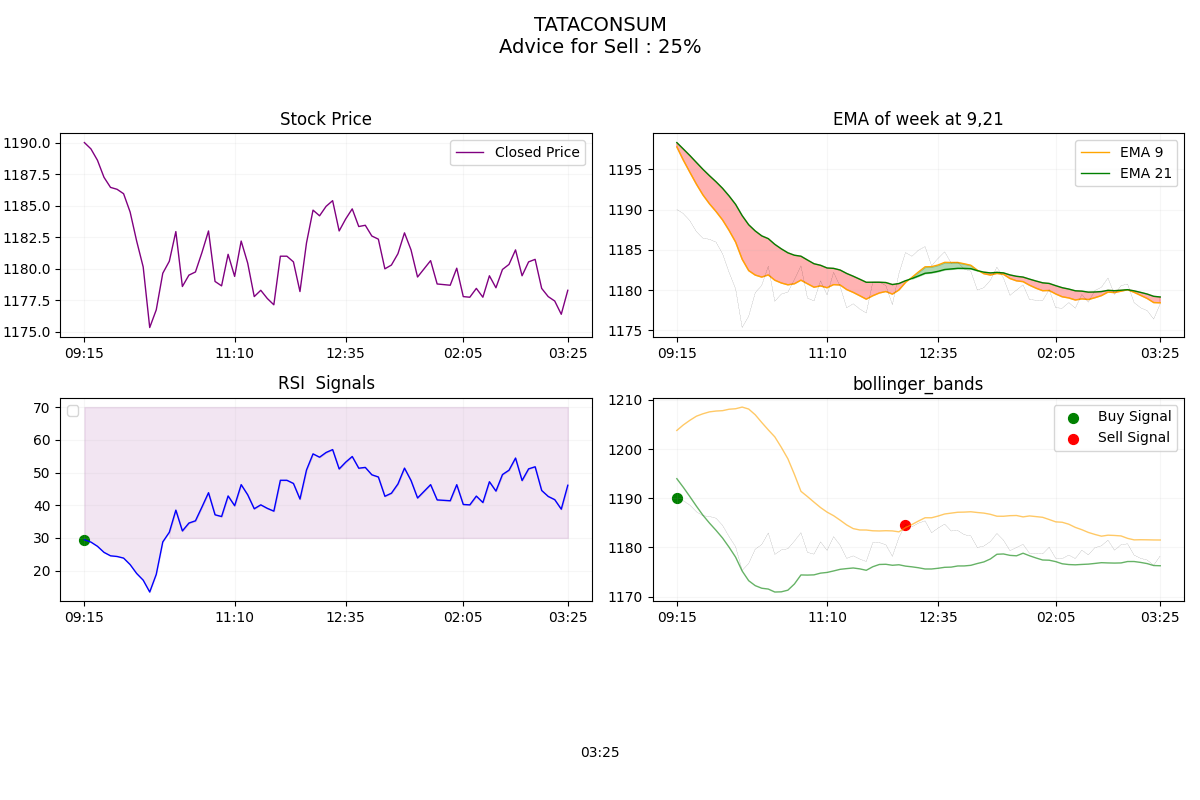 TATACONSUM
Advice for Sell : 25%
Stock Price
1190.0
1187.5
1185.0
1182.5
1180.0
1177.5
1175.0
Closed Price
09:15 11:10 12:35 02:05 03:25
EMA of week at 9,21
1195
1190
1185
1180
1175
EMA 9
EMA 21
09:15 11:10 12:35 02:05 03:25
RSI  Signals
70
60
50
40
30
20
09:15 11:10 12:35 02:05 03:25
bollinger_bands
1210
1200
1190
1180
1170
Buy Signal
Sell Signal
09:15 11:10 12:35 02:05 03:25
03:25